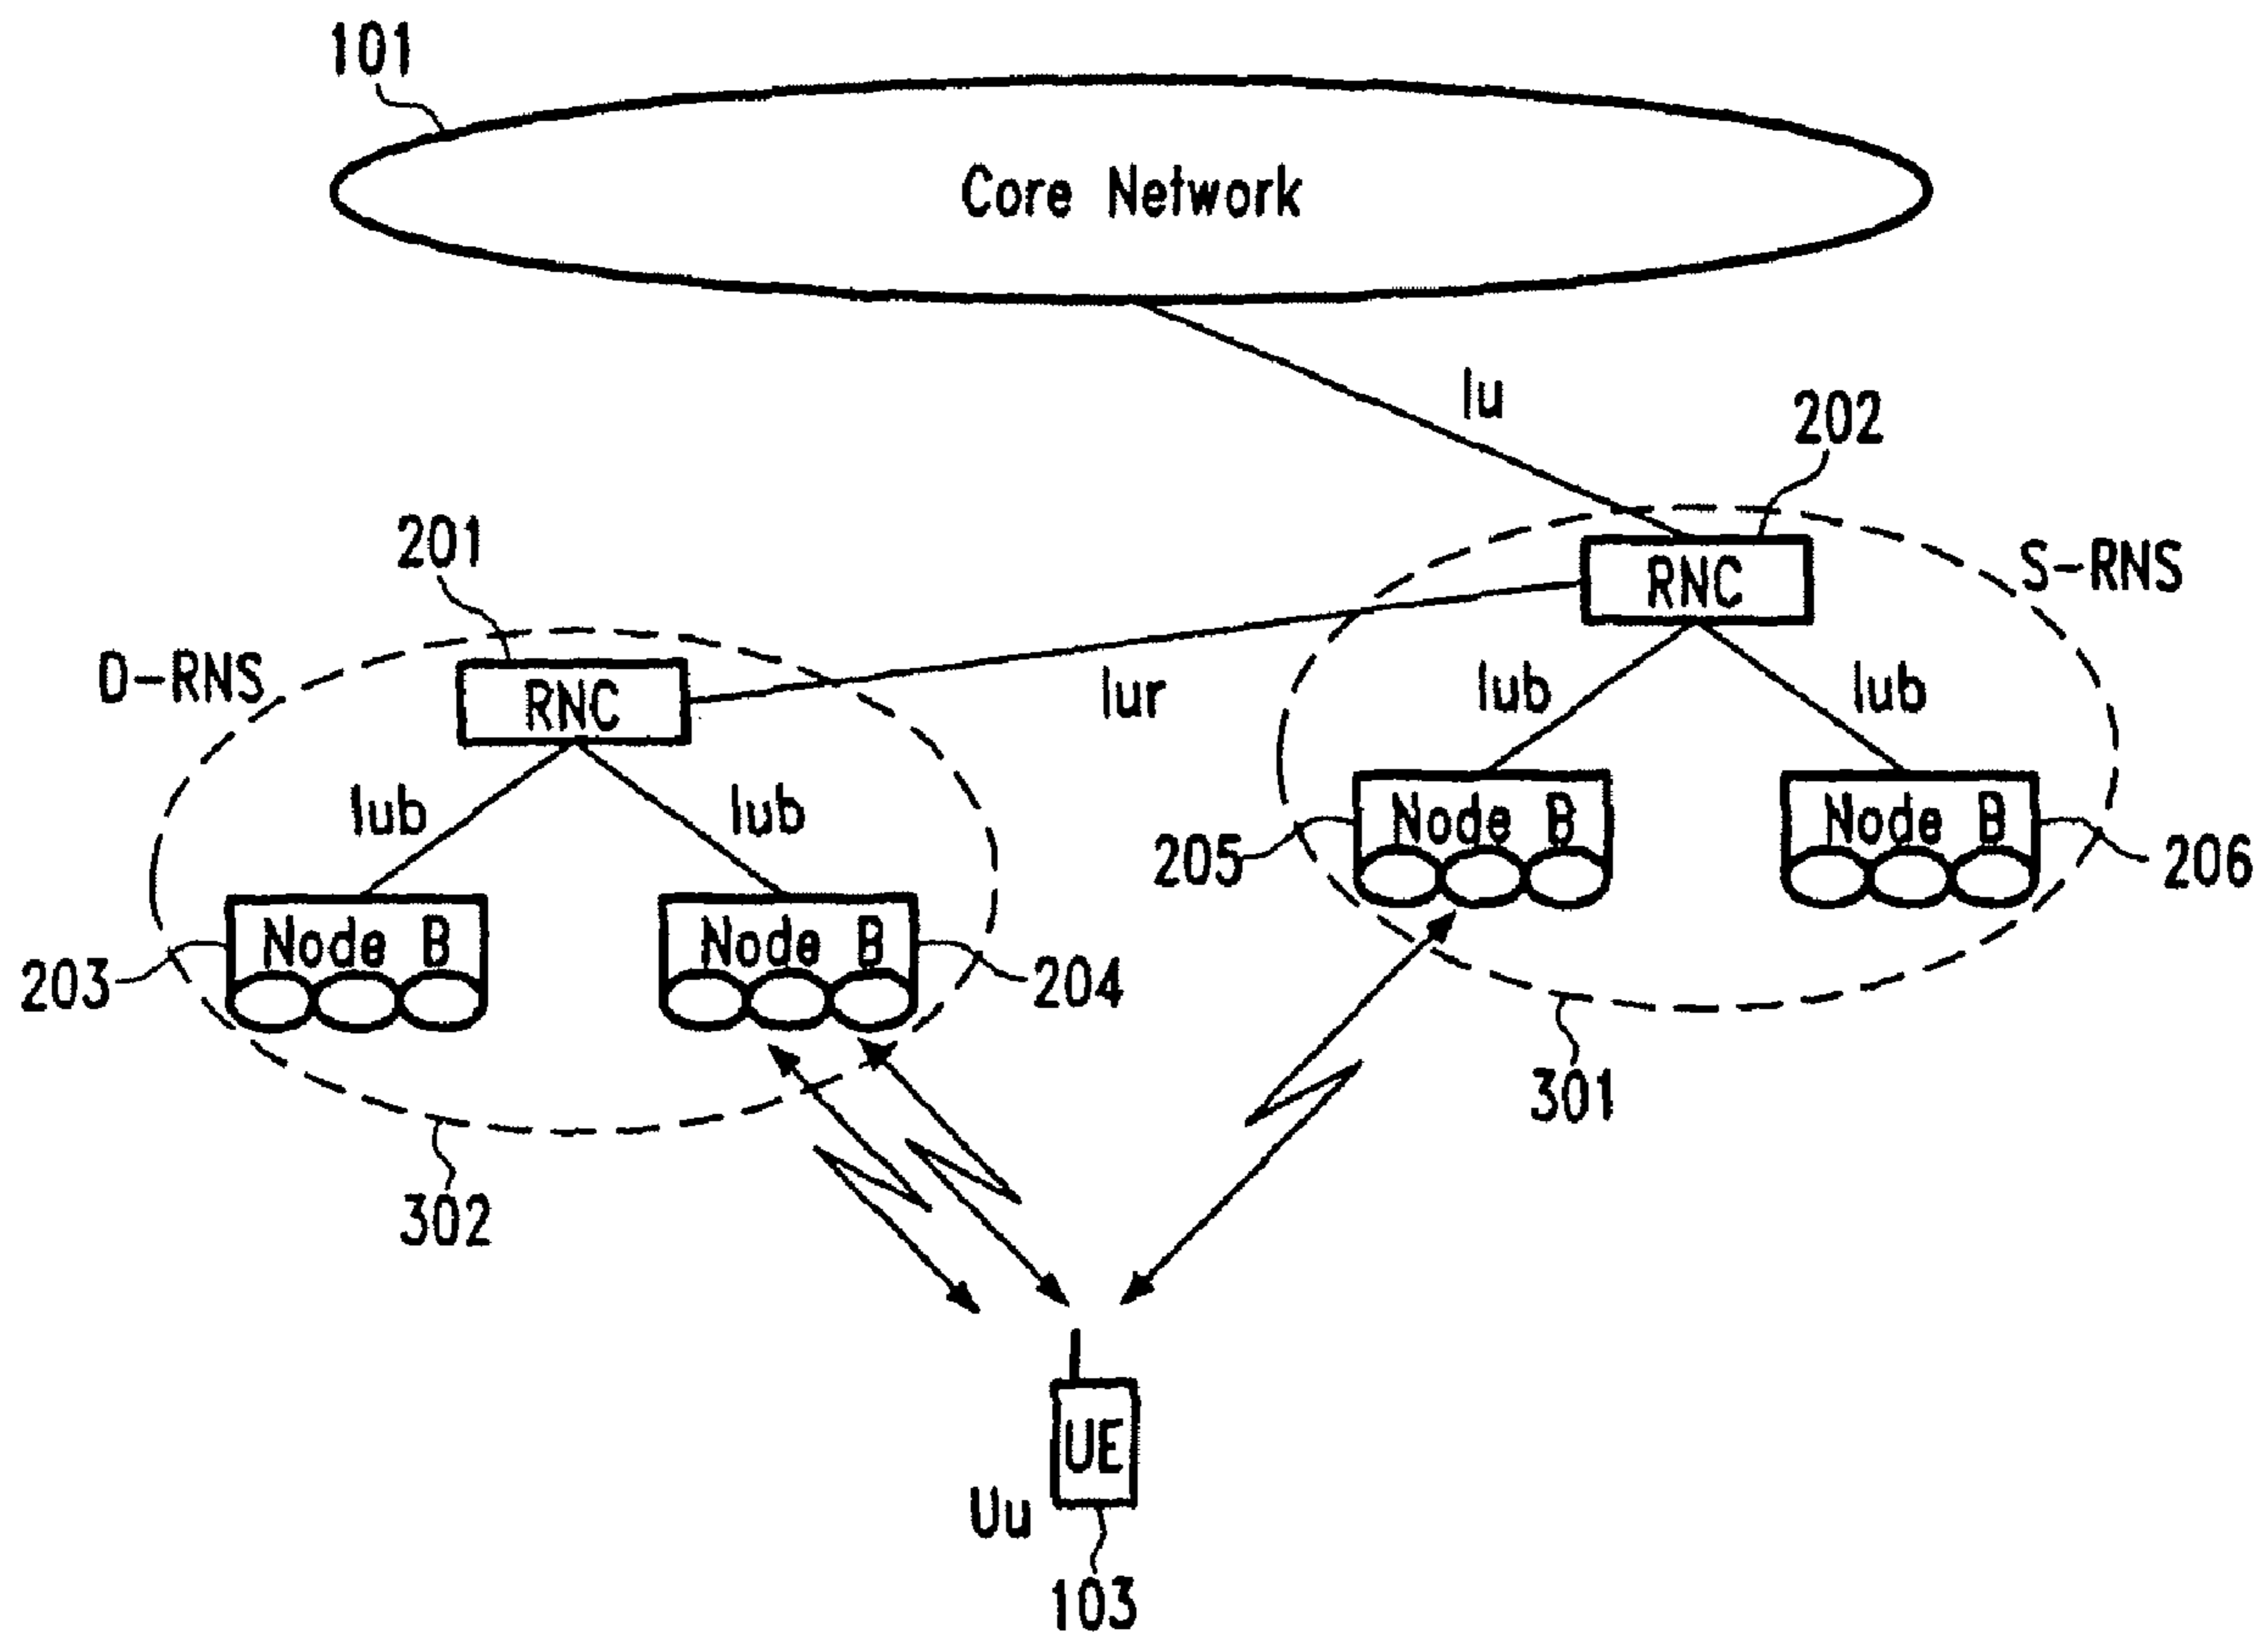 101
Core Network
Iu
202
201
S-RNS
RNC
D-RNS
RNC
Iur
Iub
Iub
Iub
Iub
Node B
Node B
205
206
Node B
Node B
203
204
301
302
UE
Uu
103